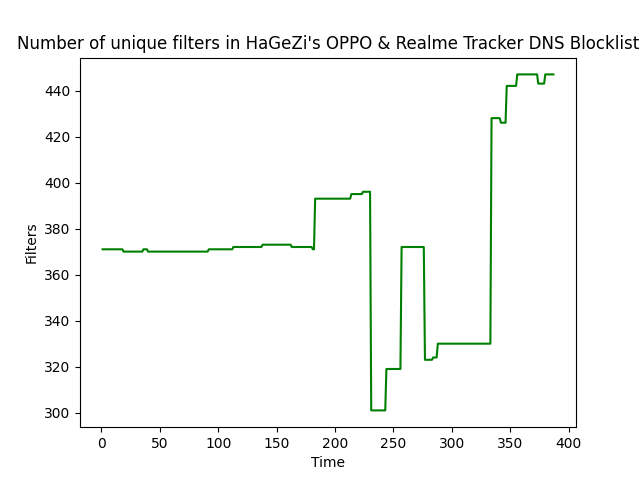 Number of unique filters in HaGeZi's OPPO & Realme Tracker DNS Blocklist
440
420
400
380
360
340
320
300
Filters
0 50 100 150 200 250 300 350 400
Time